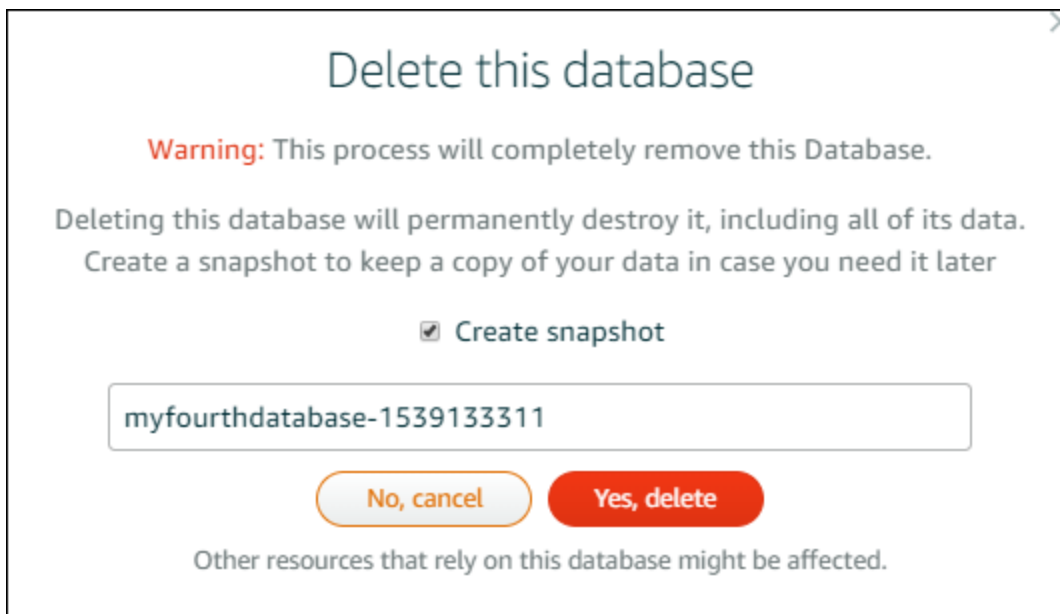 Delete this database
Warning: This process will completely remove this Database.
Deleting this database will permanently destroy it, including all of its data.
Create a snapshot to keep a copy of your data in case you need it later
Create snapshot
myfourthdatabase-1539133311
No, cancel
Yes, delete
Other resources that rely on this database might be affected.